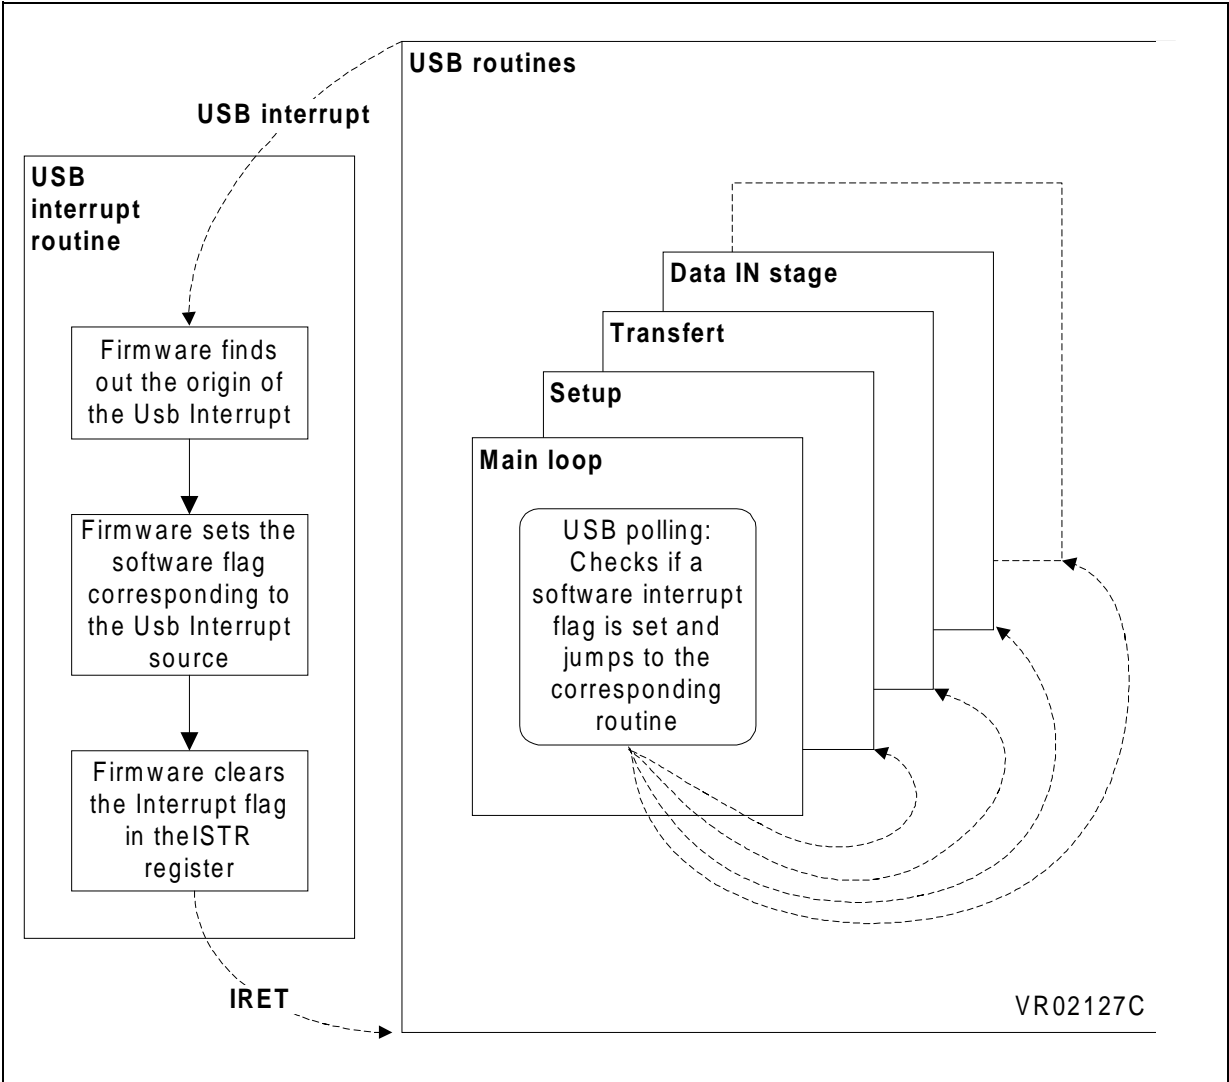 USB routines
USB interrupt
USB
interrupt
routine
Firmware finds
out the origin of
the Usb Interrupt
Firmware sets the
software flag
corresponding to
the Usb Interrupt
source
Firmware clears
the Interrupt flag
in theISTR
register
IRET
Data IN stage
Transfert
Setup
Main loop
USB polling:
Checks if a
software interrupt
flag is set and
jumps to the
corresponding
routine
VR02127C